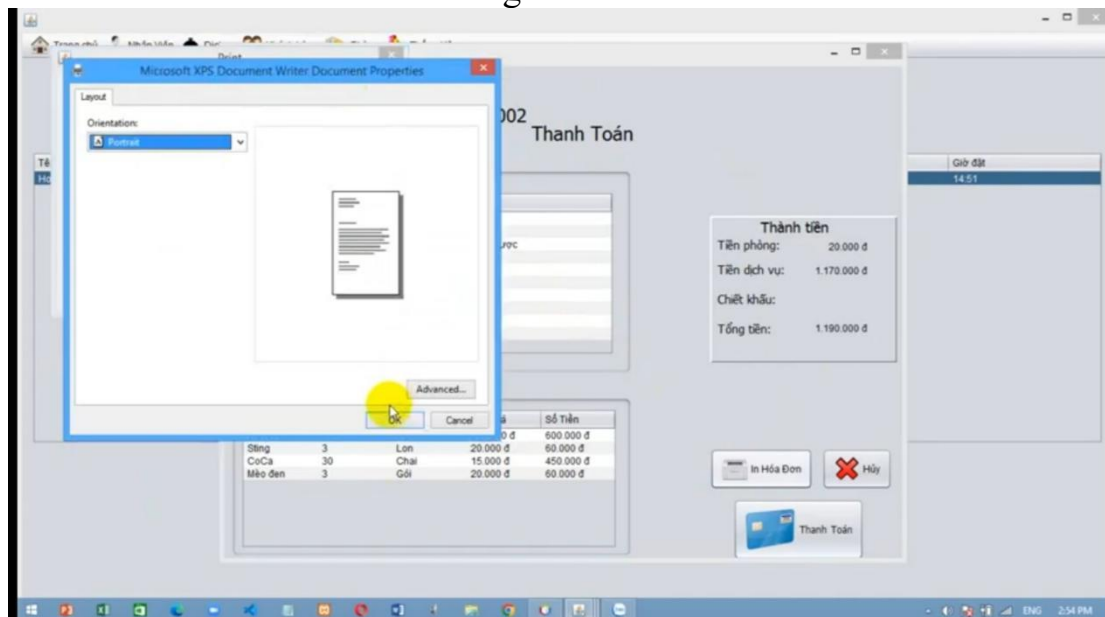 Print
Microsoft XPS Document Writer Document Properties
Layout
Orientation:
Portrait
Advanced...
OK
Cancel
002
Thanh Toán
Giờ đặt
14:51
Thành tiền
Tiền phòng: 20.000 đ
Tiền dịch vụ: 1.170.000 đ
Chiết khấu:
Tổng tiền: 1.190.000 đ
Số Tiền
600.000 đ
Sting 3 Lon 20.000 đ 60.000 đ
CoCa 30 Chai 15.000 đ 450.000 đ
Mèo đen 3 Gói 20.000 đ 60.000 đ
In Hóa Đơn
Hủy
Thanh Toán
ENG 2:54 PM